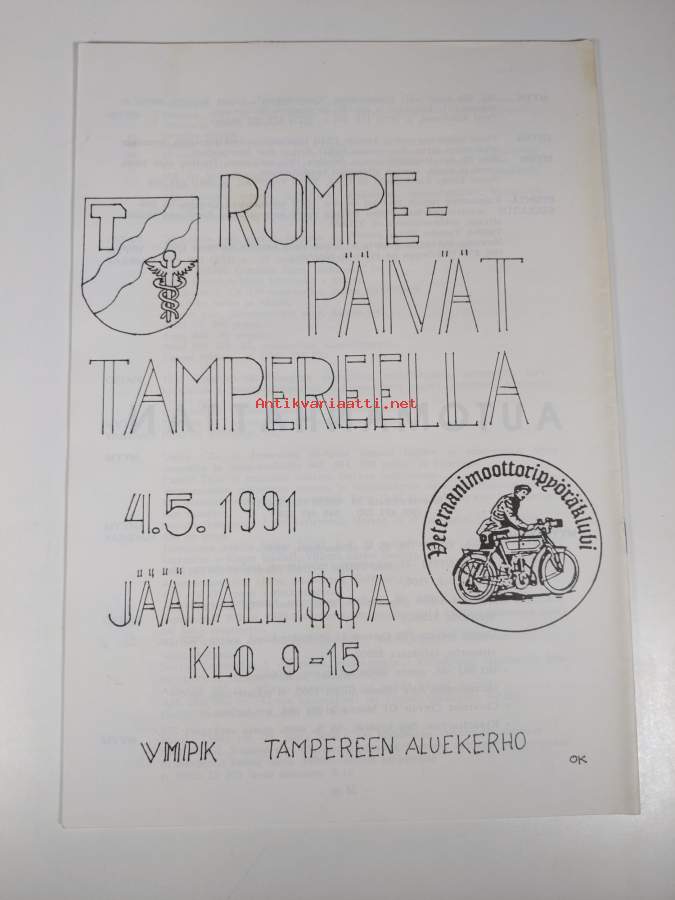 ROMPE-
PÄIVÄT
TAMPEREELLA
Antikvariaatti.net
4.5.1991
JÄÄHALLISSA
KLO 9-15
Veteraanimoottoripyöräklubi
VMPK TAMPEREEN ALUEKERHO
OK
T